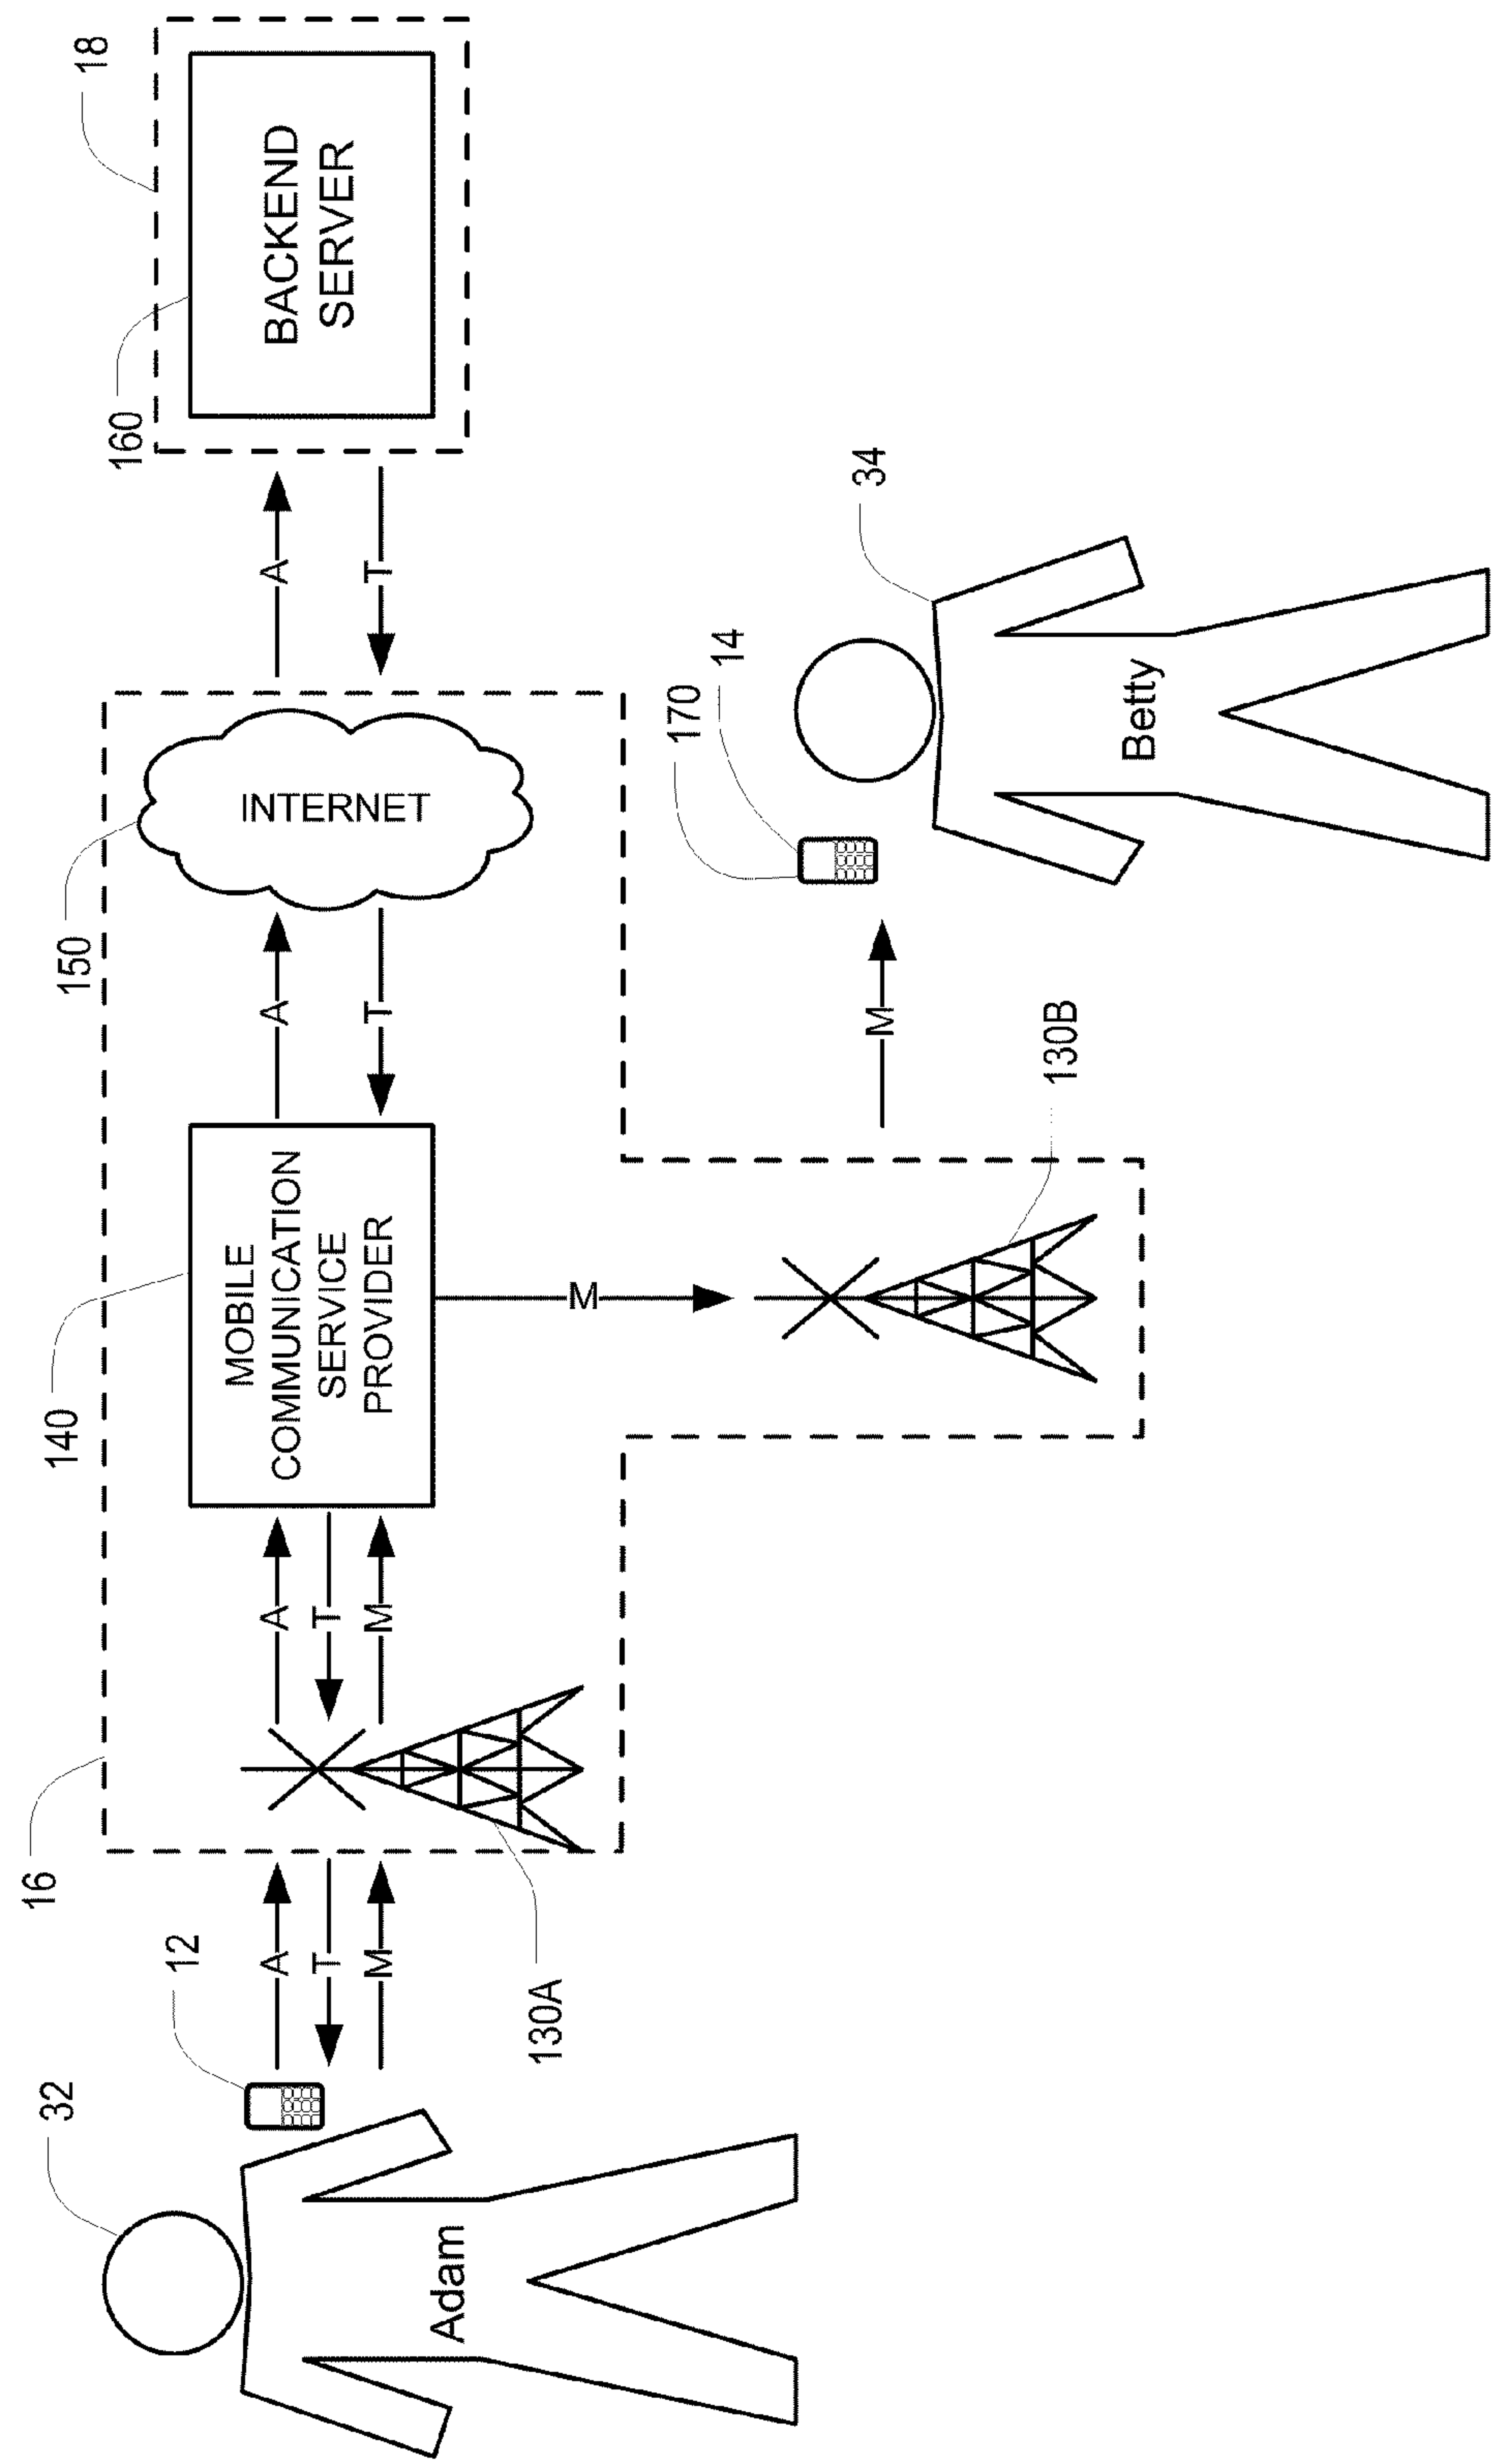 18
160
BACKEND
SERVER
A
T
150
INTERNET
A
T
140
MOBILE
COMMUNICATION
SERVICE
PROVIDER
A
T
M
16
130A
A
T
M
12
32
Adam
M
130B
M
170
14
34
Betty